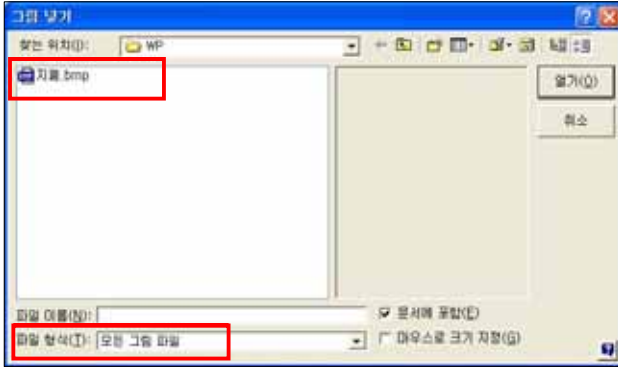 그림 넣기
찾는 위치(I): WP
지울.bmp
열기(O)
취소
파일 이름(N):
문서에 포함(E)
파일 형식(T): 모든 그림 파일
마우스로 크기 지정(G)